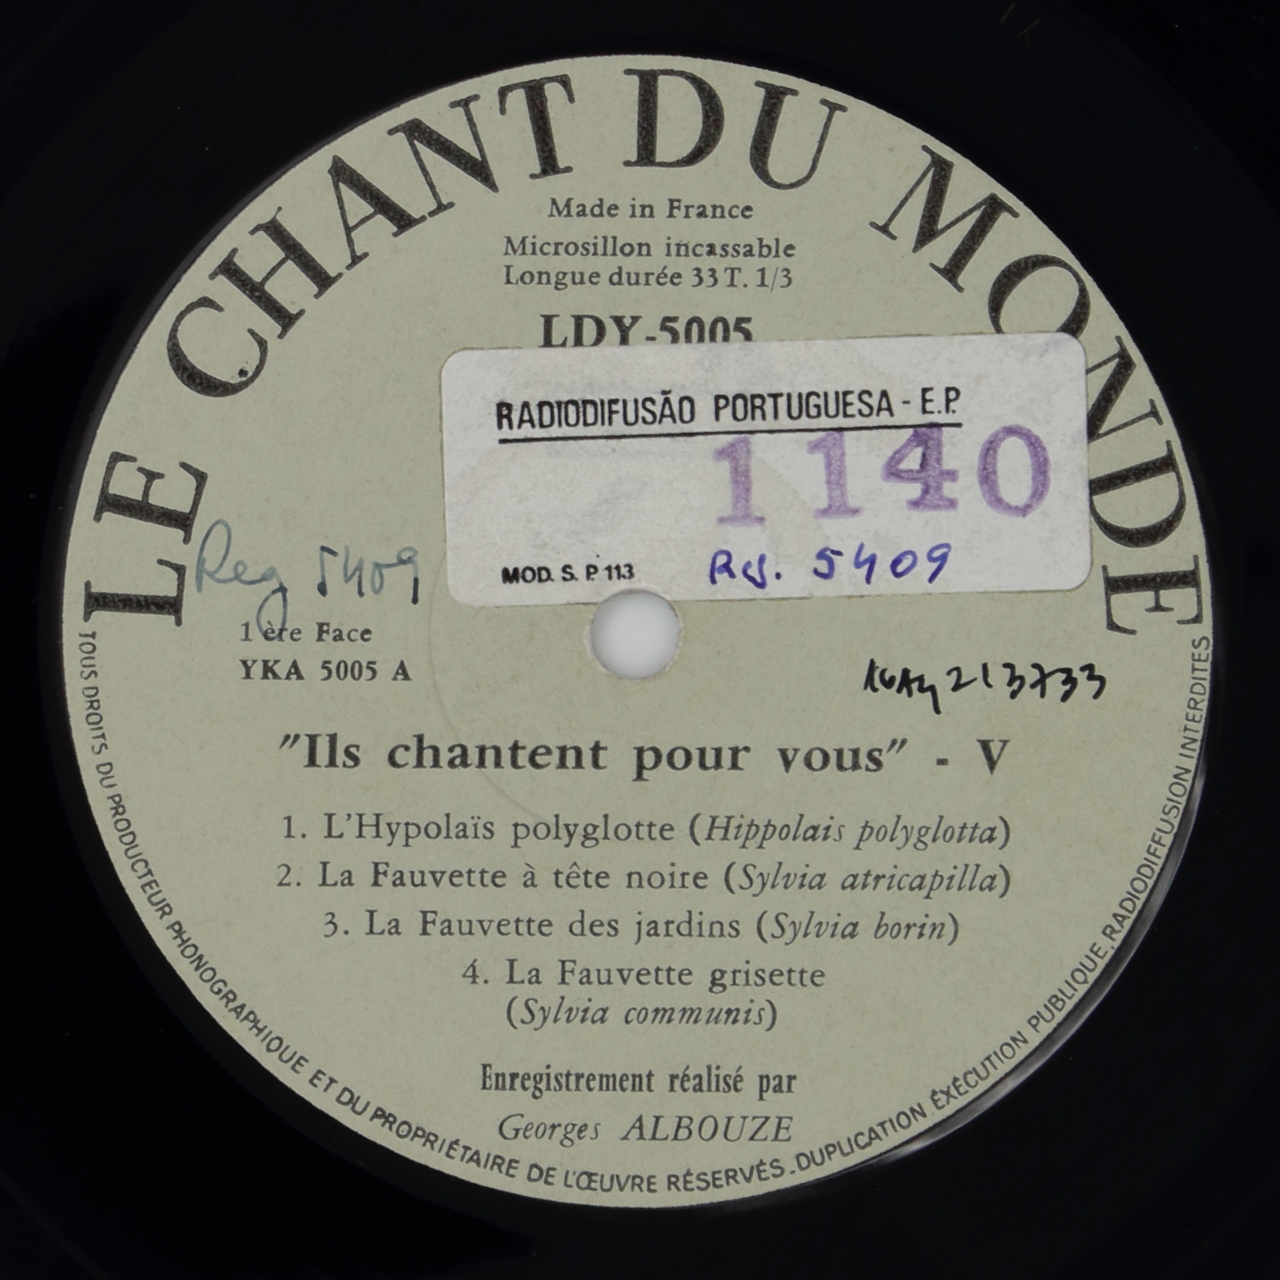 LE CHANT DU MONDE
Made in France
Microsillon incassable
Longue durée 33 T. 1/3
LDY-5005
RADIODIFUSÃO PORTUGUESA - E.P.
1140
MOD. S. P. 113
Reg. 5409
Reg 5409
1ère Face
YKA 5005 A
213733
"Ils chantent pour vous" - V
1. L'Hypolaïs polyglotte (Hippolais polyglotta)
2. La Fauvette à tête noire (Sylvia atricapilla)
3. La Fauvette des jardins (Sylvia borin)
4. La Fauvette grisette
(Sylvia communis)
Enregistrement réalisé par
Georges ALBOUZE
TOUS DROITS DU PRODUCTEUR PHONOGRAPHIQUE ET DU PROPRIÉTAIRE DE L'ŒUVRE RÉSERVÉS. DUPLICATION ÉXÉCUTION PUBLIQUE, RADIODIFFUSION INTERDITES